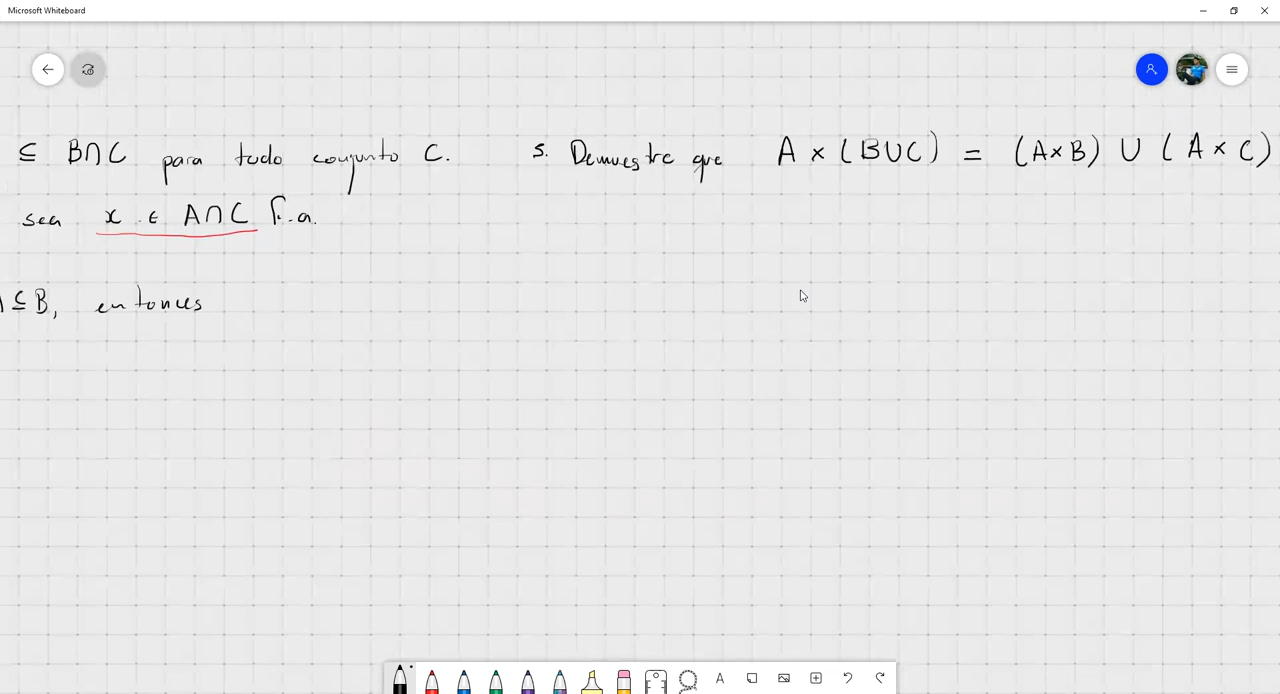 Microsoft Whiteboard
⊆ B∩C para todo conjunto C.
sea x ∈ A∩C f.a.
A ⊆ B, entonces
5. Demuestre que A × (B∪C) = (A×B) ∪ (A × C)